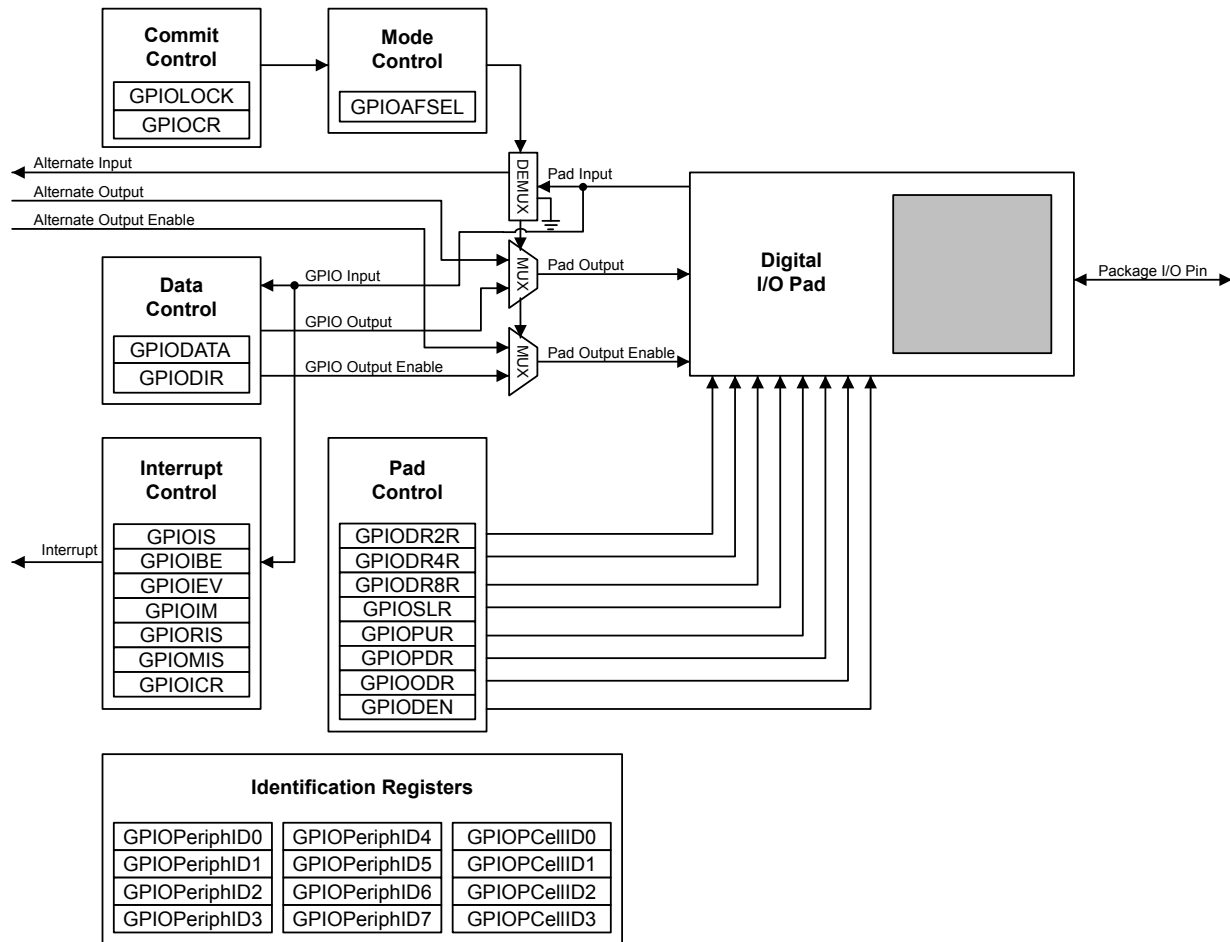 Commit
Control
GPIOLOCK
GPIOCR
Mode
Control
GPIOAFSEL
Alternate Input
Alternate Output
Alternate Output Enable
DEMUX
Pad Input
MUX
Pad Output
MUX
Pad Output Enable
Digital
I/O Pad
Package I/O Pin
Data
Control
GPIODATA
GPIODIR
GPIO Input
GPIO Output
GPIO Output Enable
Interrupt
Control
GPIOIS
GPIOIBE
GPIOIEV
GPIOIM
GPIORIS
GPIOMIS
GPIOICR
Interrupt
Pad
Control
GPIODR2R
GPIODR4R
GPIODR8R
GPIOSLR
GPIOPUR
GPIOPDR
GPIOODR
GPIODEN
Identification Registers
GPIOPeriphID0
GPIOPeriphID1
GPIOPeriphID2
GPIOPeriphID3
GPIOPeriphID4
GPIOPeriphID5
GPIOPeriphID6
GPIOPeriphID7
GPIOPCellID0
GPIOPCellID1
GPIOPCellID2
GPIOPCellID3